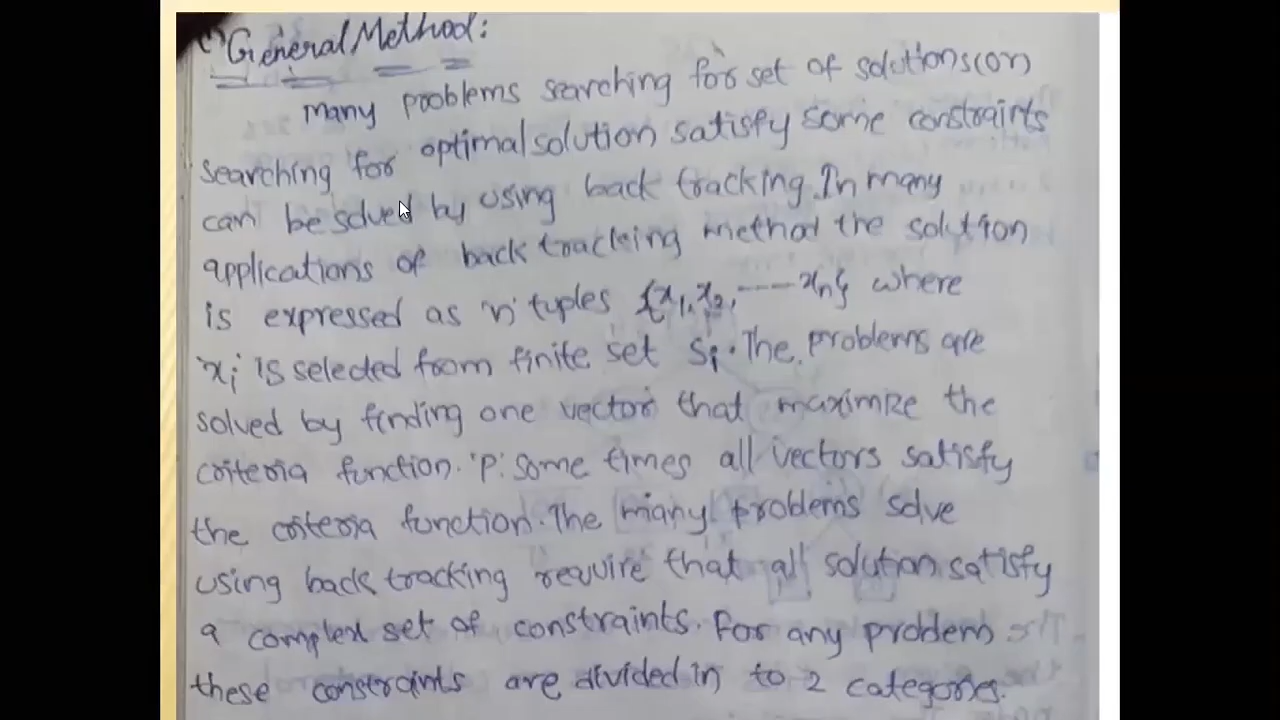 (1) General Method:
many problems searching for set of solutions (or)
searching for optimal solution satisfy some constraints
can be solved by using back tracking. In many
applications of back tracking method the solution
is expressed as 'n' tuples {x1, x2, ---- xn} where
xi is selected from finite set Si. The problems are
solved by finding one vector that maximize the
criteria function. 'P'. Some times all vectors satisfy
the criteria function. The many problems solve
using back tracking require that all solution satisfy
a complex set of constraints. For any problem
these constraints are divided in to 2 categories.